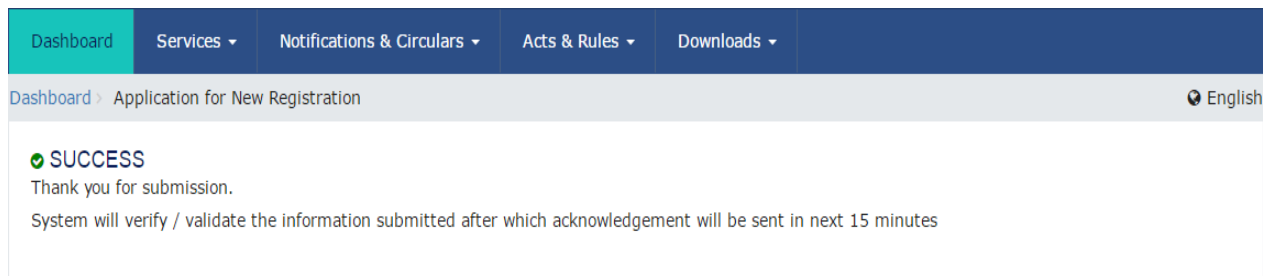 Dashboard Services Notifications & Circulars Acts & Rules Downloads
Dashboard > Application for New Registration English
SUCCESS
Thank you for submission.
System will verify / validate the information submitted after which acknowledgement will be sent in next 15 minutes